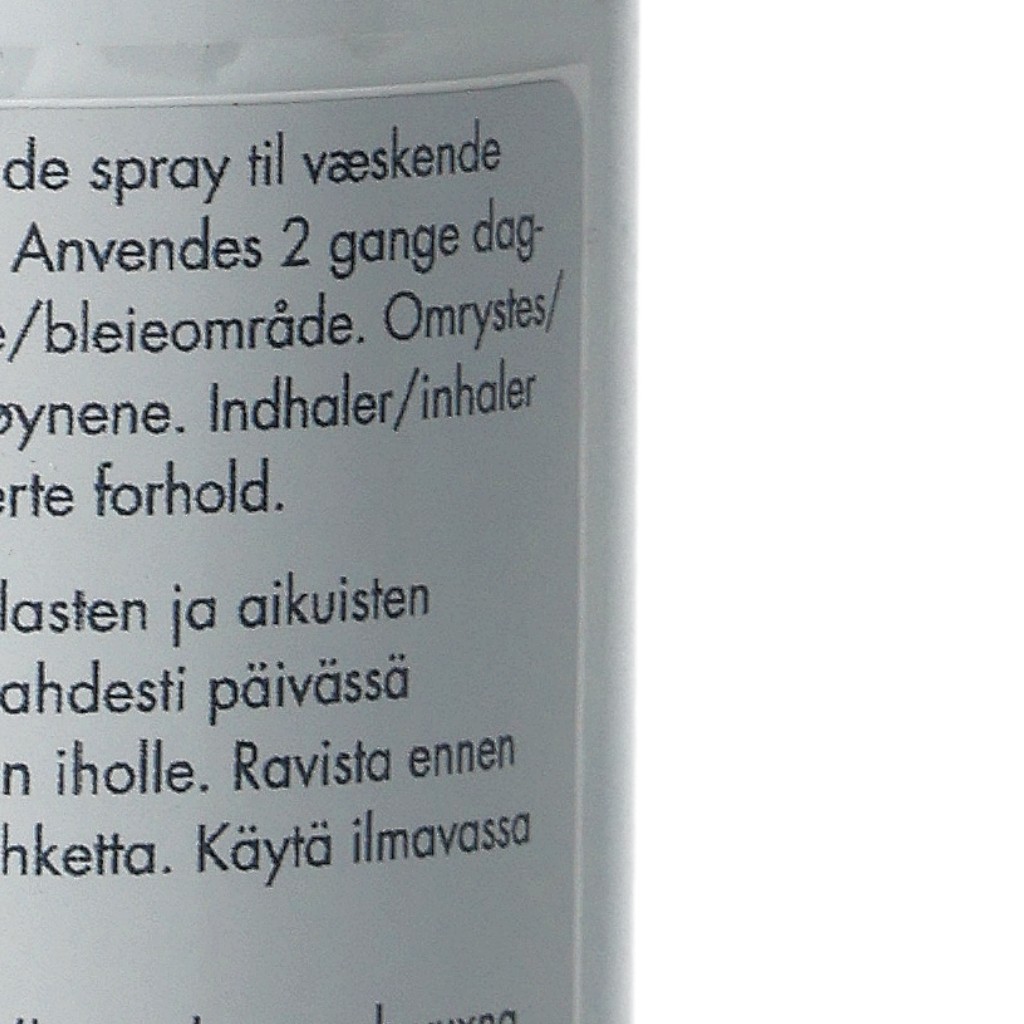 de spray til væskende
Anvendes 2 gange dag-
/bleieområde. Omrystes/
øynene. Indhaler/inhaler
erte forhold.
lasten ja aikuisten
ahdesti päivässä
n iholle. Ravista ennen
hketta. Käytä ilmavassa